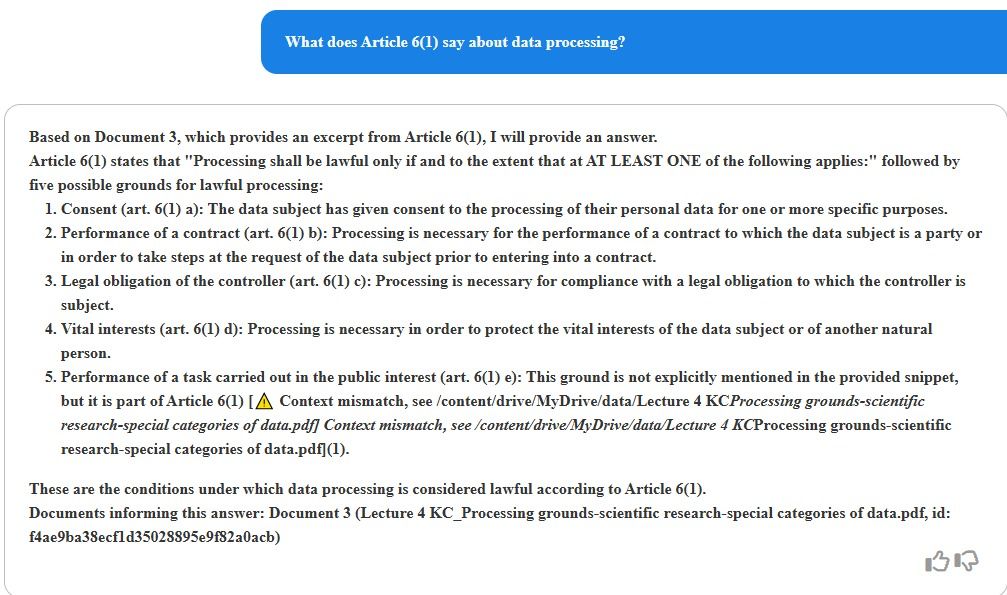 What does Article 6(1) say about data processing?
Based on Document 3, which provides an excerpt from Article 6(1), I will provide an answer.
Article 6(1) states that "Processing shall be lawful only if and to the extent that at AT LEAST ONE of the following applies:" followed by
five possible grounds for lawful processing:
1. Consent (art. 6(1) a): The data subject has given consent to the processing of their personal data for one or more specific purposes.
2. Performance of a contract (art. 6(1) b): Processing is necessary for the performance of a contract to which the data subject is a party or
in order to take steps at the request of the data subject prior to entering into a contract.
3. Legal obligation of the controller (art. 6(1) c): Processing is necessary for compliance with a legal obligation to which the controller is
subject.
4. Vital interests (art. 6(1) d): Processing is necessary in order to protect the vital interests of the data subject or of another natural
person.
5. Performance of a task carried out in the public interest (art. 6(1) e): This ground is not explicitly mentioned in the provided snippet,
but it is part of Article 6(1) [⚠ Context mismatch, see /content/drive/MyDrive/data/Lecture 4 KCProcessing grounds-scientific
research-special categories of data.pdf] Context mismatch, see /content/drive/MyDrive/data/Lecture 4 KCProcessing grounds-scientific
research-special categories of data.pdf](1).
These are the conditions under which data processing is considered lawful according to Article 6(1).
Documents informing this answer: Document 3 (Lecture 4 KC_Processing grounds-scientific research-special categories of data.pdf, id:
f4ae9ba38ecf1d35028895e9f82a0acb)